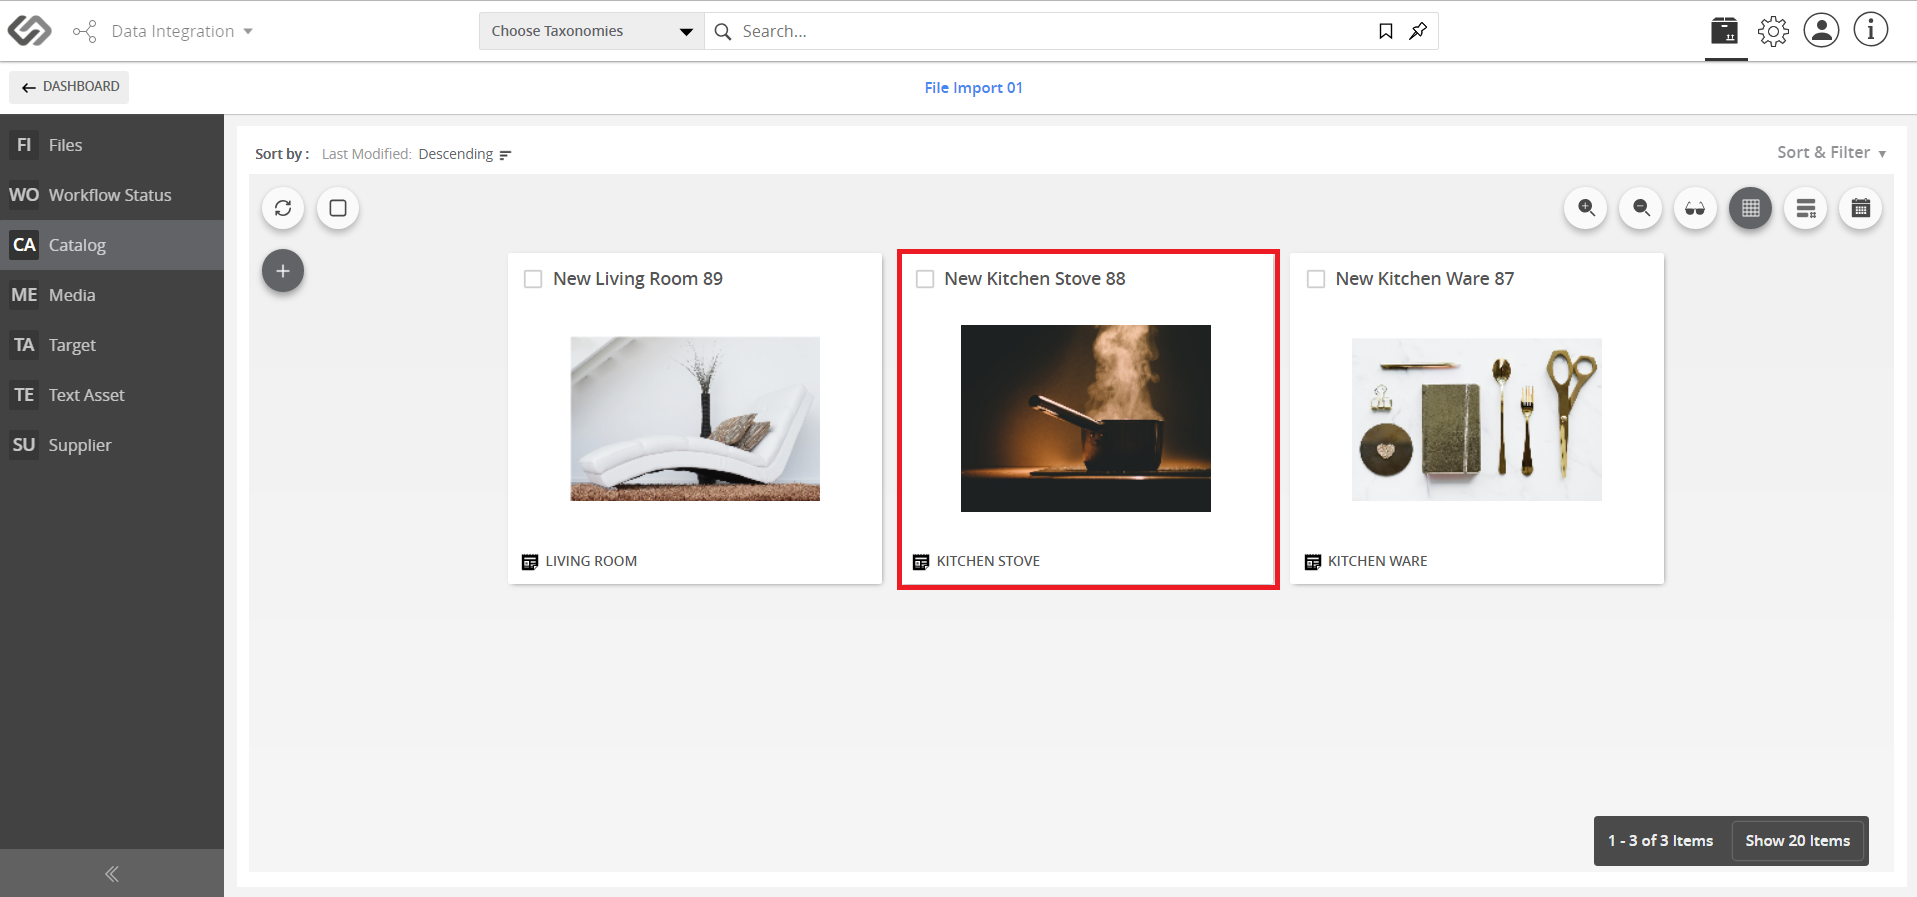 Data Integration
Choose Taxonomies
Search...
DASHBOARD
File Import 01
FI Files
WO Workflow Status
CA Catalog
ME Media
TA Target
TE Text Asset
SU Supplier
Sort by : Last Modified: Descending
Sort & Filter
New Living Room 89
LIVING ROOM
New Kitchen Stove 88
KITCHEN STOVE
New Kitchen Ware 87
KITCHEN WARE
1 - 3 of 3 Items
Show 20 Items